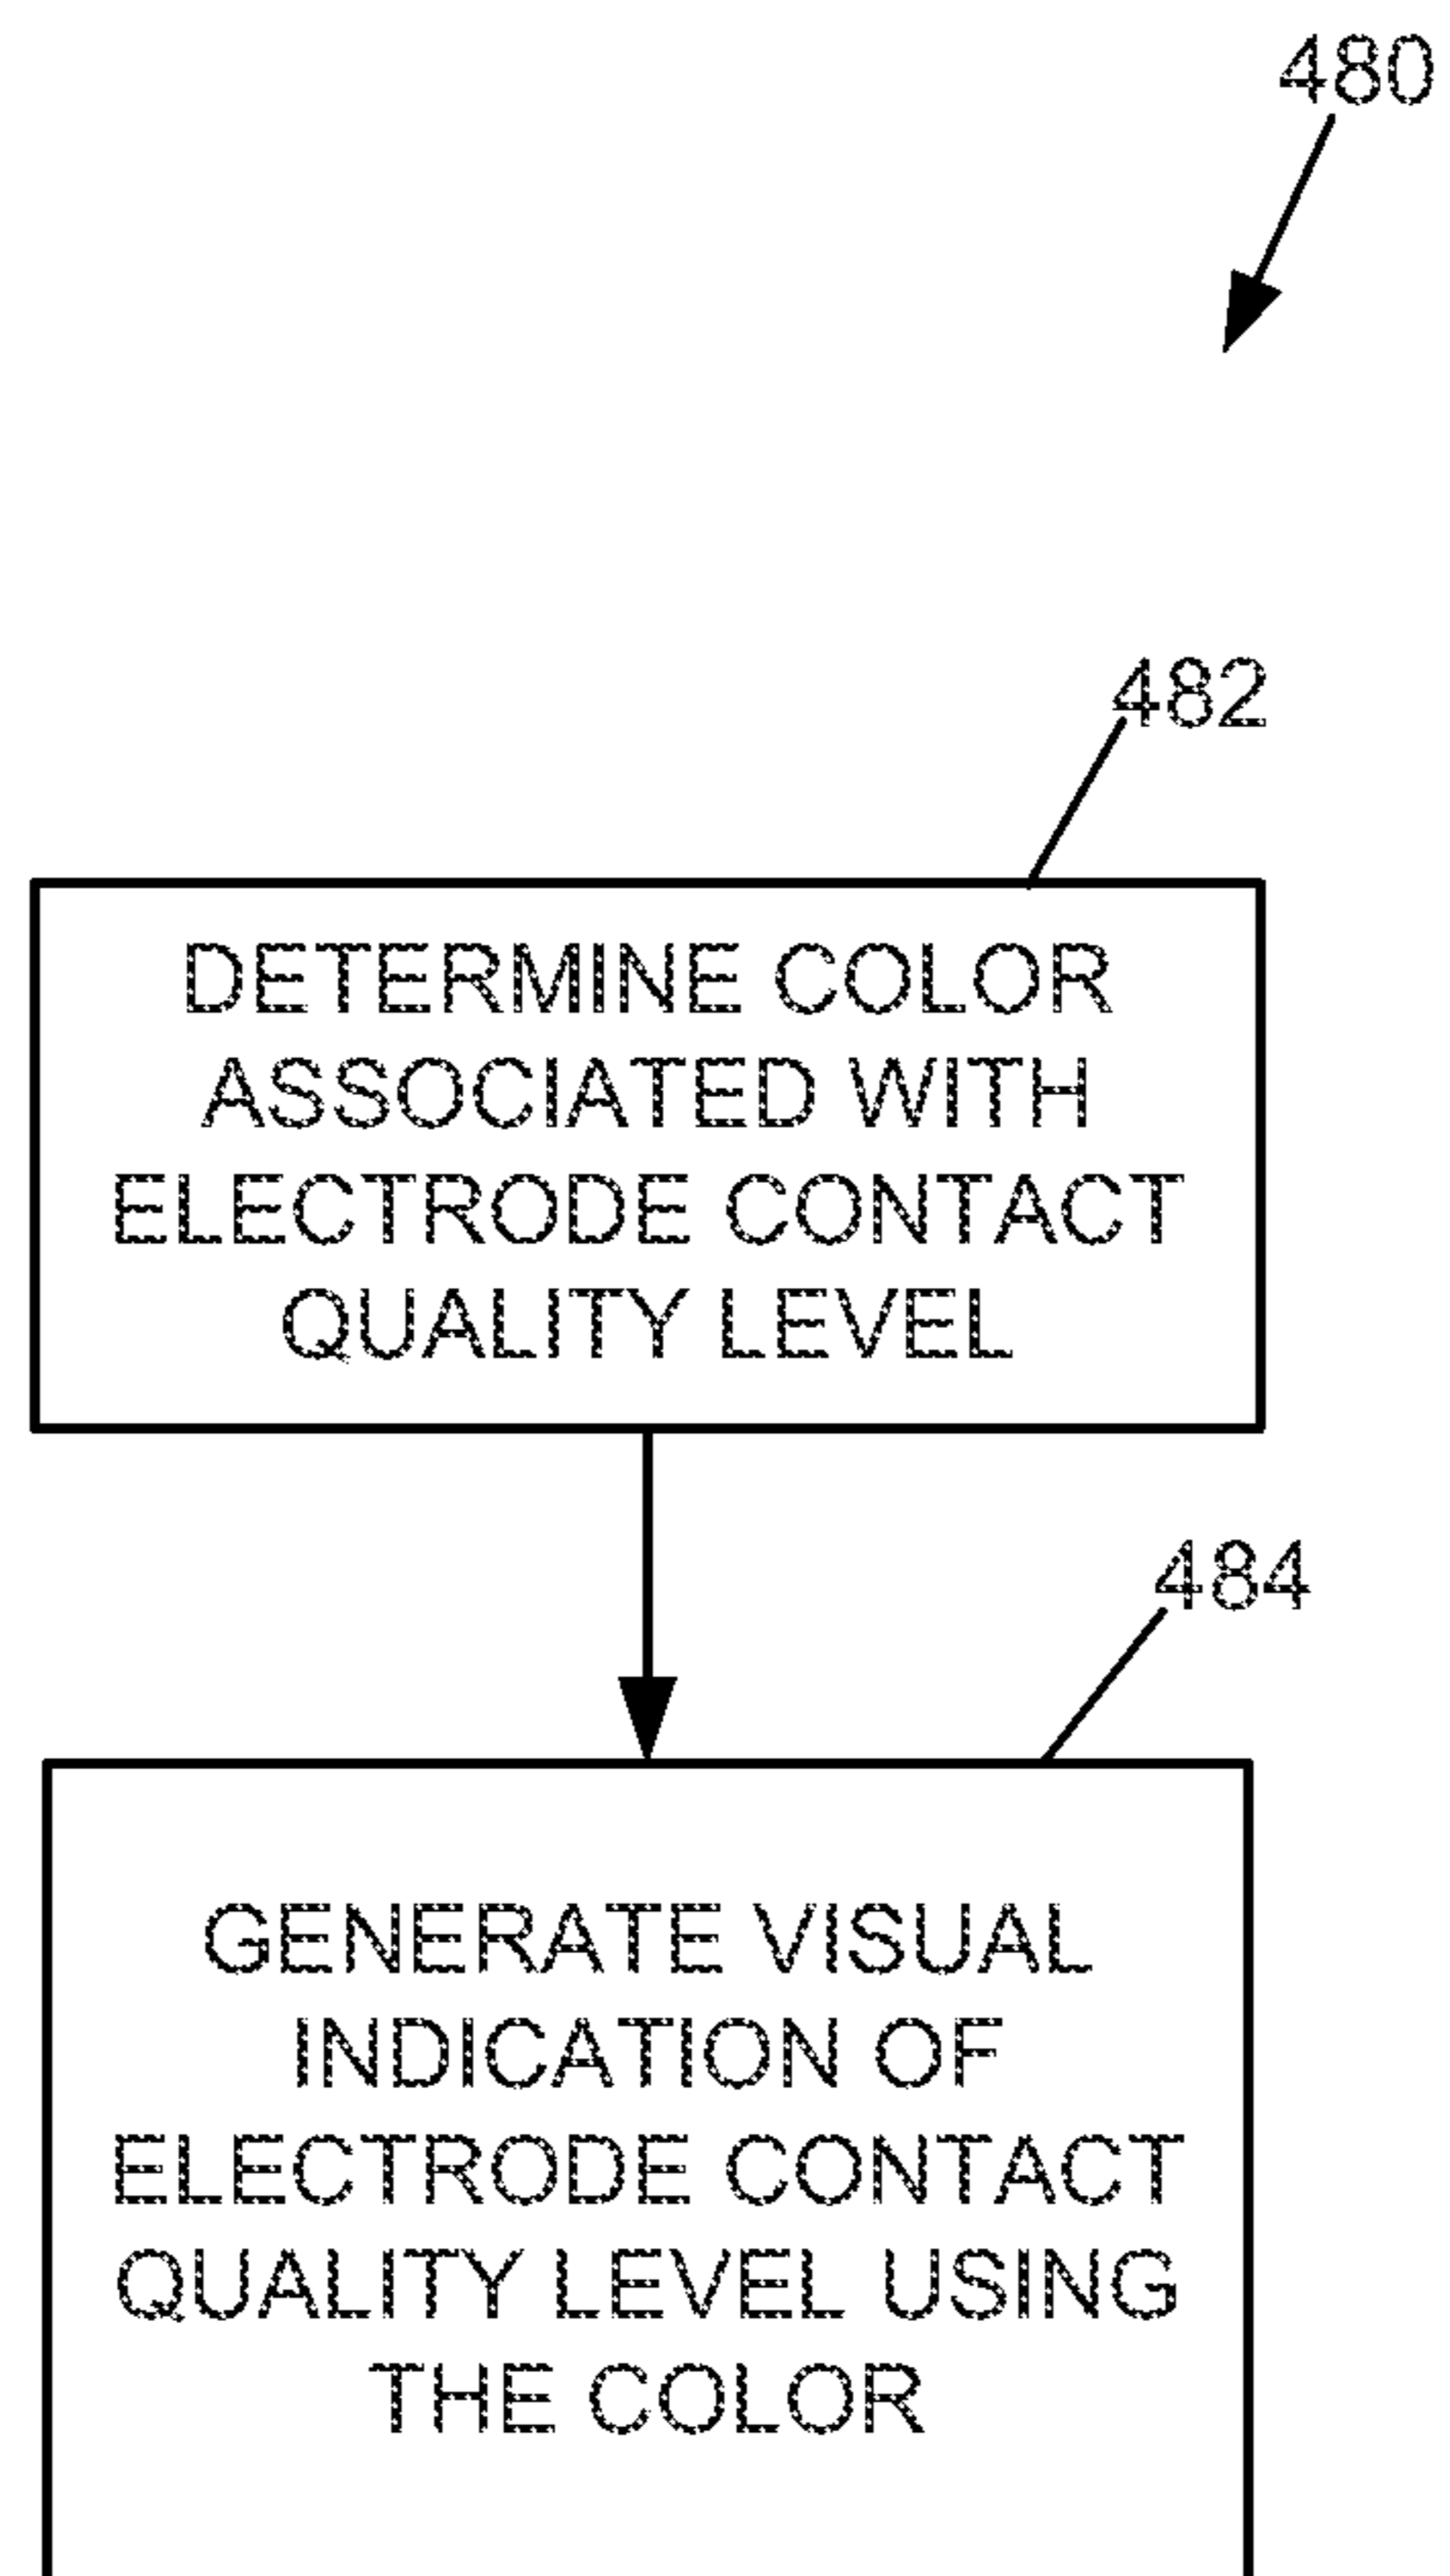 480
482
DETERMINE COLOR
ASSOCIATED WITH
ELECTRODE CONTACT
QUALITY LEVEL
484
GENERATE VISUAL
INDICATION OF
ELECTRODE CONTACT
QUALITY LEVEL USING
THE COLOR